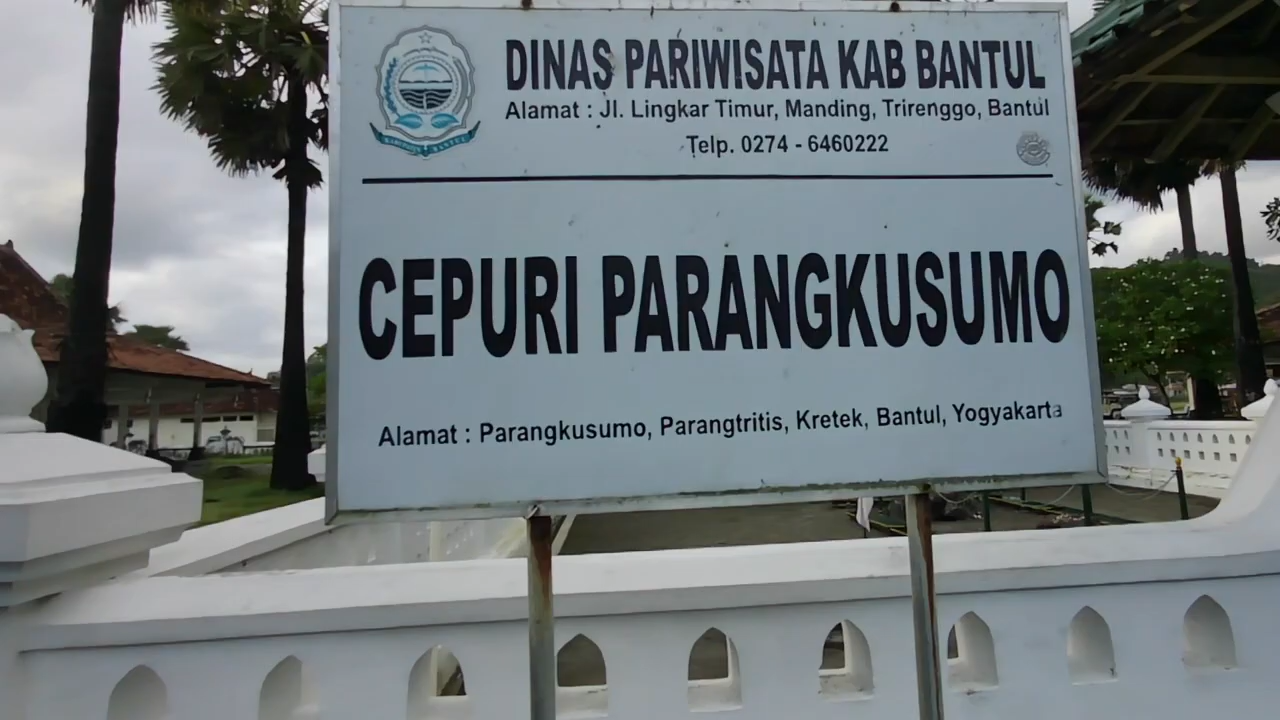 DINAS PARIWISATA KAB BANTUL
Alamat : Jl. Lingkar Timur, Manding, Trirenggo, Bantul
Telp. 0274 - 6460222
CEPURI PARANGKUSUMO
Alamat : Parangkusumo, Parangtritis, Kretek, Bantul, Yogyakarta